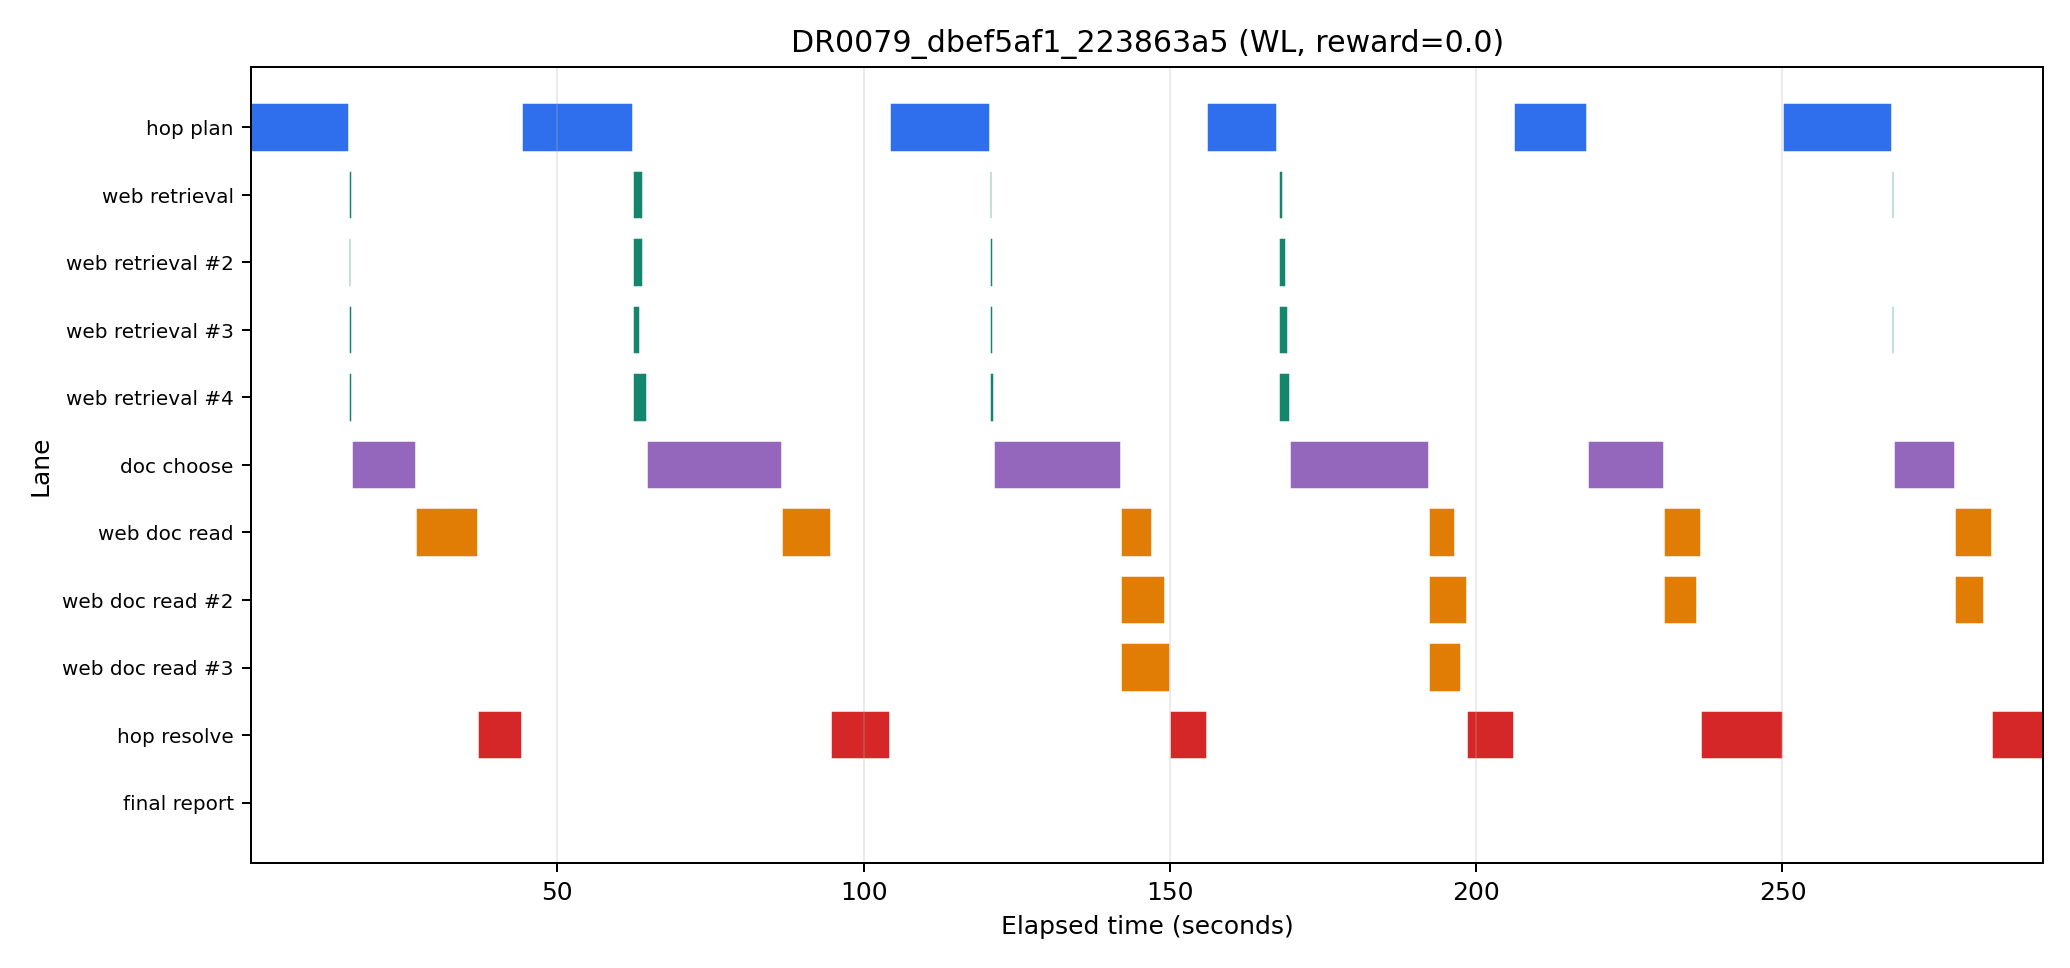 DR0079_dbef5af1_223863a5 (WL, reward=0.0)
hop plan
web retrieval
web retrieval #2
web retrieval #3
web retrieval #4
doc choose
web doc read
web doc read #2
web doc read #3
hop resolve
final report
Lane
50 100 150 200 250
Elapsed time (seconds)